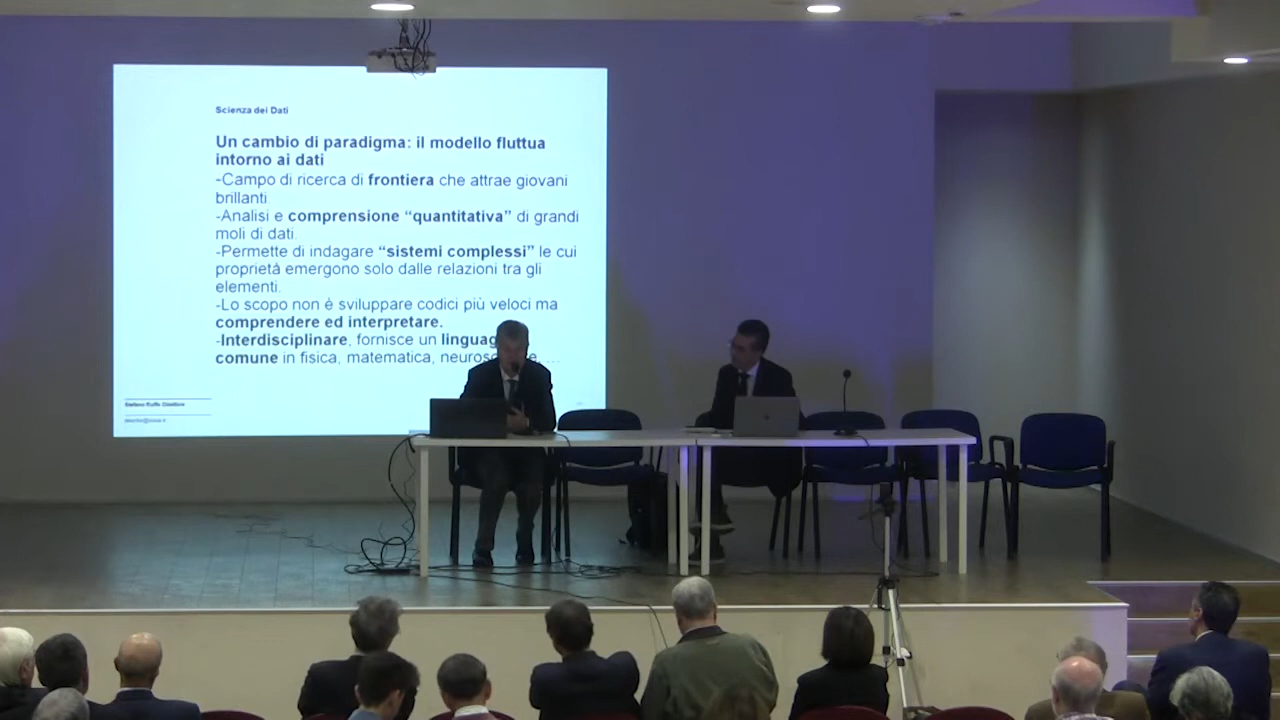 Scienza dei Dati
Un cambio di paradigma: il modello fluttua
intorno ai dati
-Campo di ricerca di frontiera che attrae giovani
brillanti
-Analisi e comprensione “quantitativa” di grandi
moli di dati.
-Permette di indagare “sistemi complessi” le cui
proprietà emergono solo dalle relazioni tra gli
elementi.
-Lo scopo non è sviluppare codici più veloci ma
comprendere ed interpretare.
-Interdisciplinare, fornisce un
comune in fisica, matematica, …
Stefano Ruffo Direttore